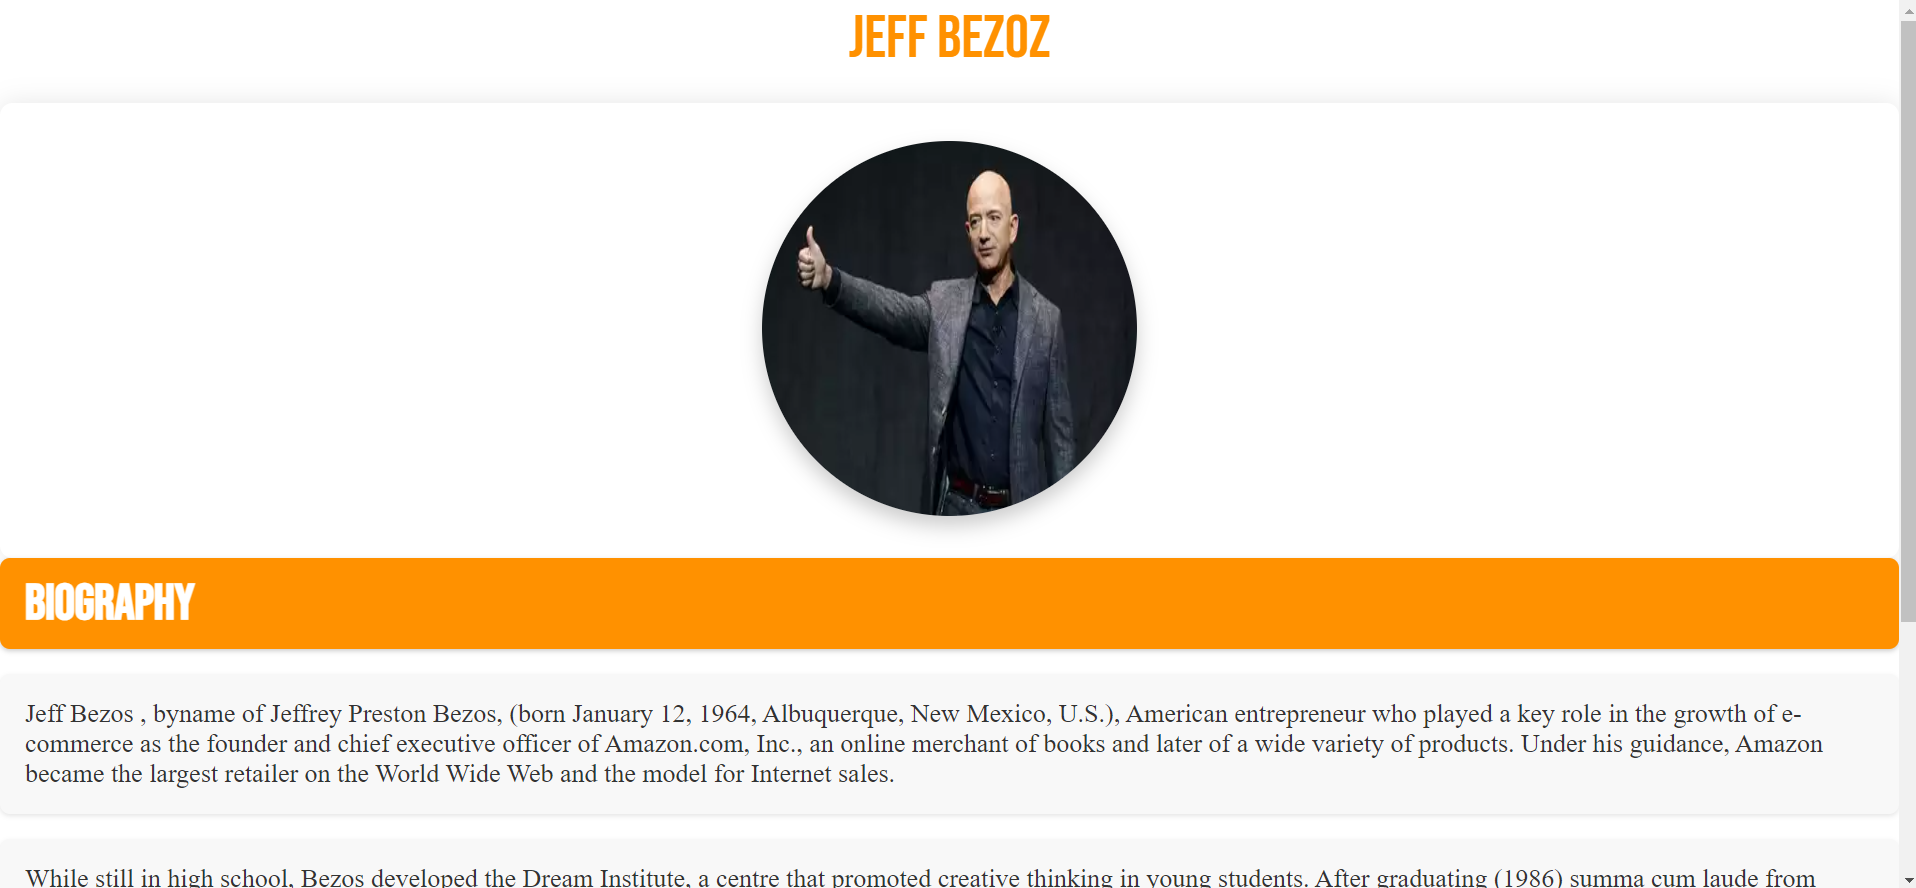 JEFF BEZOZ
BIOGRAPHY
Jeff Bezos , byname of Jeffrey Preston Bezos, (born January 12, 1964, Albuquerque, New Mexico, U.S.), American entrepreneur who played a key role in the growth of e-
commerce as the founder and chief executive officer of Amazon.com, Inc., an online merchant of books and later of a wide variety of products. Under his guidance, Amazon
became the largest retailer on the World Wide Web and the model for Internet sales.
While still in high school, Bezos developed the Dream Institute, a centre that promoted creative thinking in young students. After graduating (1986) summa cum laude from